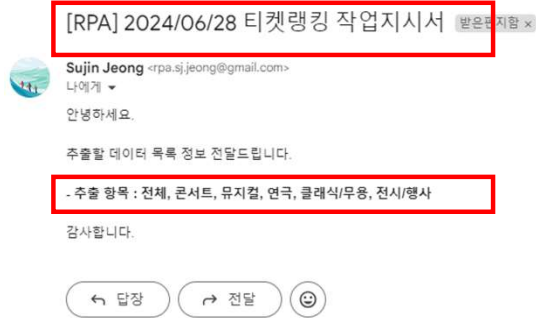 [RPA] 2024/06/28 티켓랭킹 작업지시서 받은편지함 ×
Sujin Jeong <rpa.sj.jeong@gmail.com>
나에게
안녕하세요.
추출할 데이터 목록 정보 전달드립니다.
- 추출 항목 : 전체, 콘서트, 뮤지컬, 연극, 클래식/무용, 전시/행사
감사합니다.
답장 전달